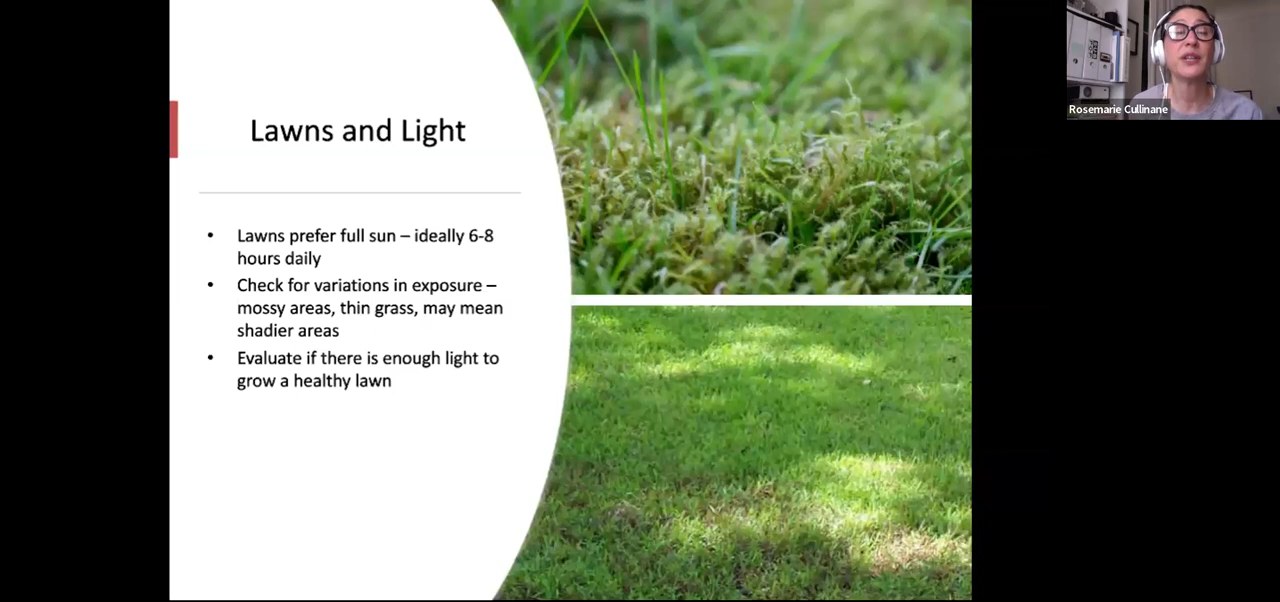 Lawns and Light
• Lawns prefer full sun – ideally 6-8
hours daily
• Check for variations in exposure –
mossy areas, thin grass, may mean
shadier areas
• Evaluate if there is enough light to
grow a healthy lawn
Rosemarie Cullinane